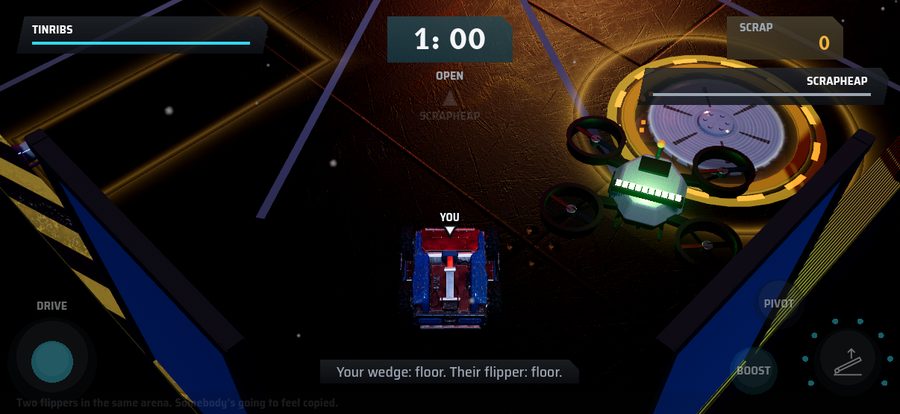 TINRIBS
1: 00
OPEN
SCRAPHEAP
SCRAP
0
SCRAPHEAP
YOU
DRIVE
PIVOT
BOOST
Your wedge: floor. Their flipper: floor.
Two flippers in the same arena. Somebody's going to feel copied.